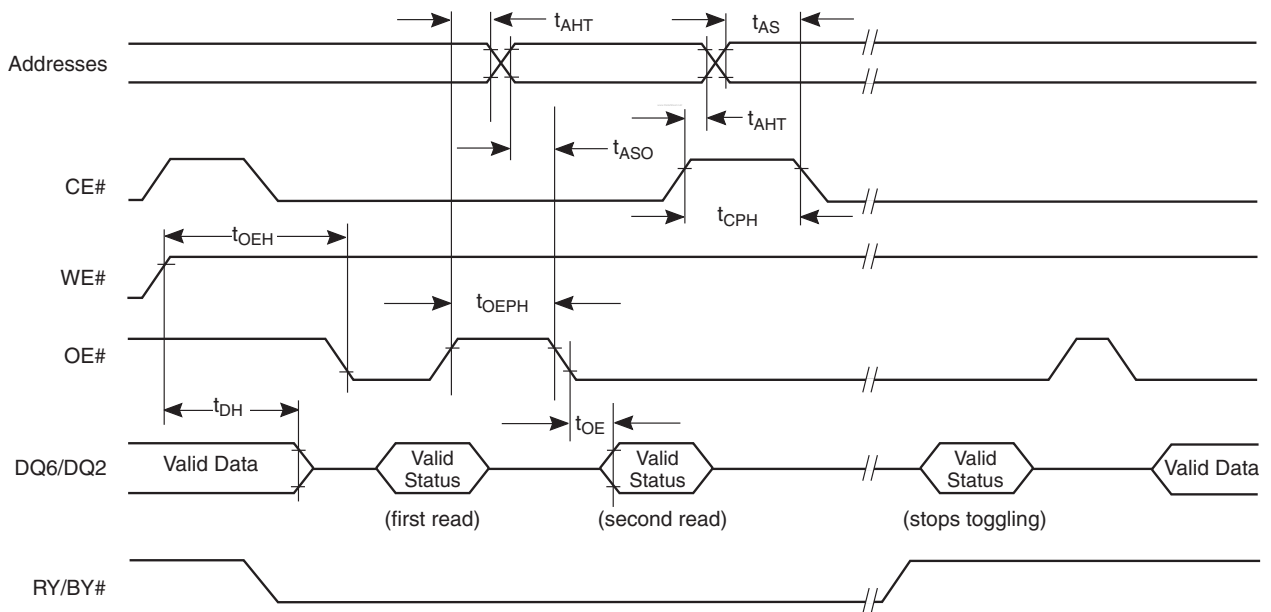 tAHT
tAS
Addresses
tAHT
tASO
CE#
tCPH
tOEH
WE#
tOEPH
OE#
tDH
tOE
DQ6/DQ2
Valid Data
Valid
Status
Valid
Status
Valid
Status
Valid Data
(first read)
(second read)
(stops toggling)
RY/BY#